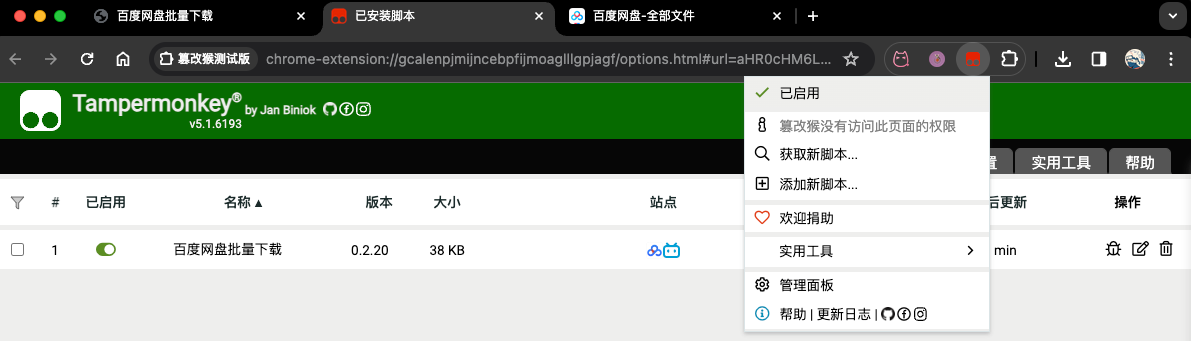 百度网盘批量下载
已安装脚本
百度网盘-全部文件
篡改猴测试版
chrome-extension://gcalenpjmijncebpfijmoaglllgpjagf/options.html#url=aHR0cHM6L...
Tampermonkey® by Jan Biniok
v5.1.6193
已启用
篡改猴没有访问此页面的权限
获取新脚本...
添加新脚本...
欢迎捐助
实用工具
管理面板
帮助 | 更新日志 |
置
实用工具
帮助
# 已启用 名称 ▴ 版本 大小 站点 后更新 操作
1 百度网盘批量下载 0.2.20 38 KB min